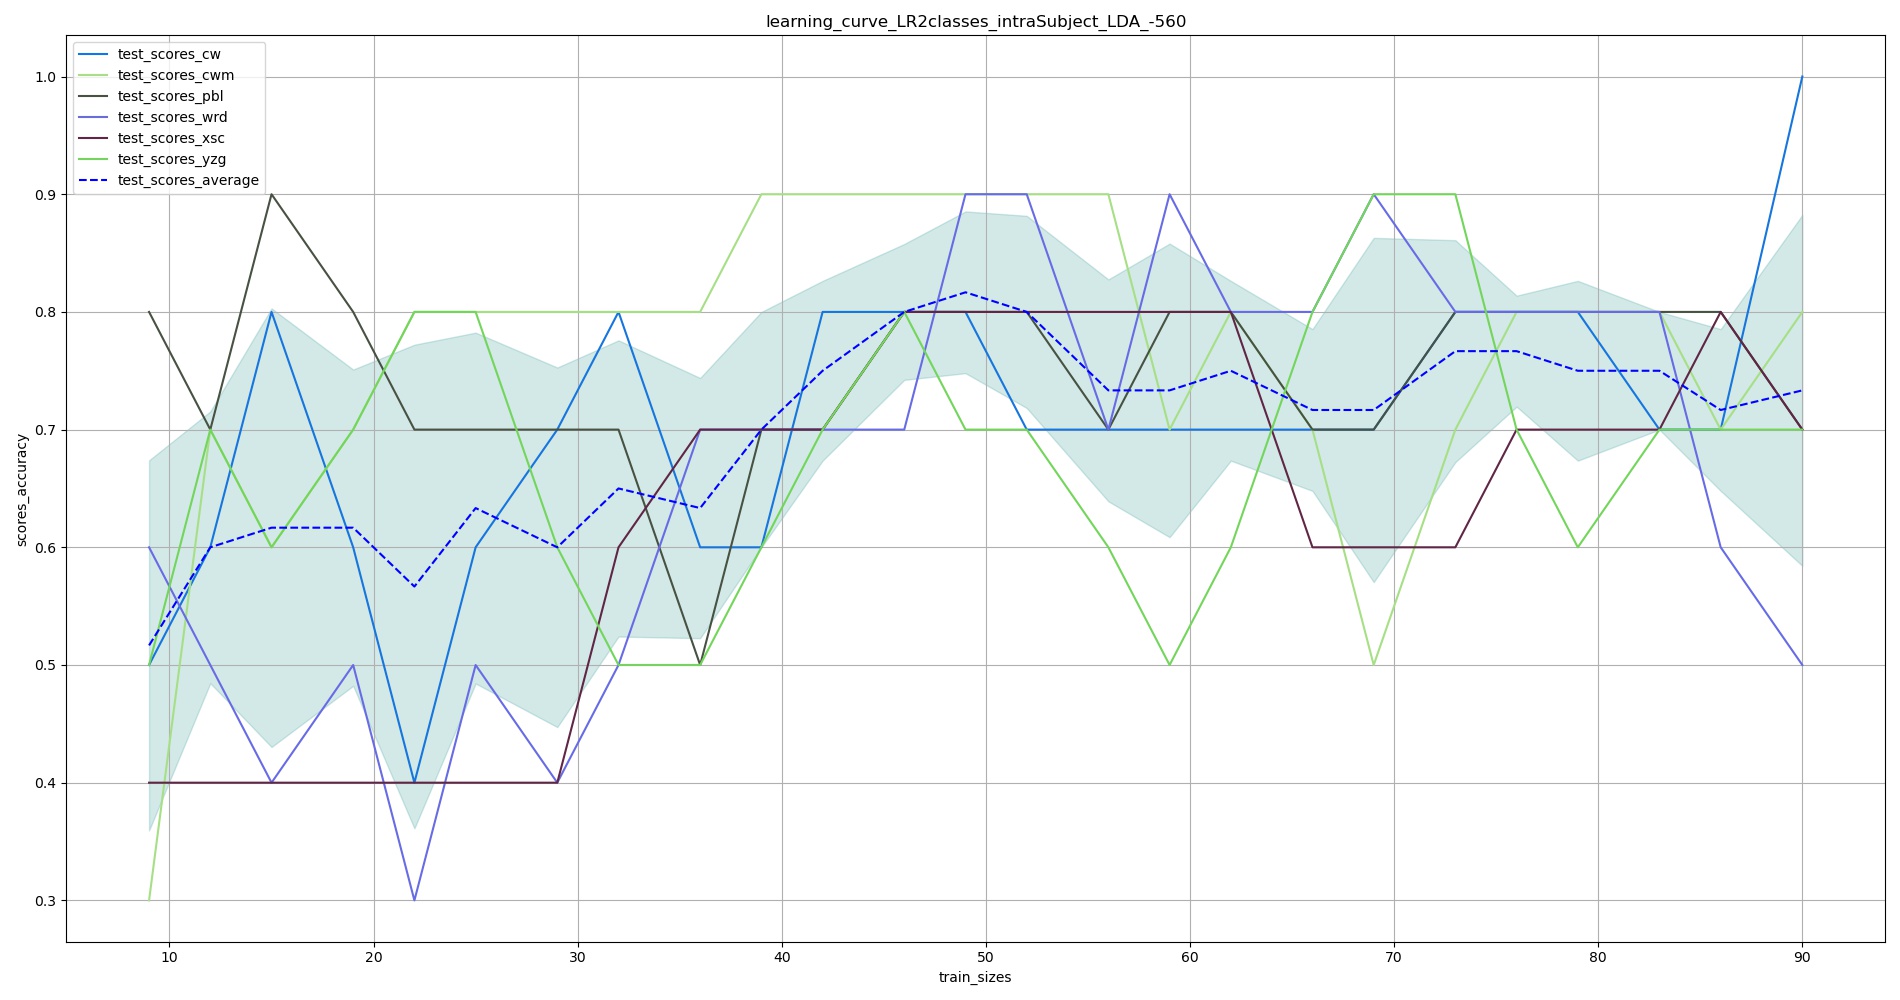 learning_curve_LR2classes_intraSubject_LDA_-560
test_scores_cw
test_scores_cwm
test_scores_pbl
test_scores_wrd
test_scores_xsc
test_scores_yzg
test_scores_average
1.0
0.9
0.8
0.7
0.6
0.5
0.4
0.3
scores_accuracy
10 20 30 40 50 60 70 80 90
train_sizes